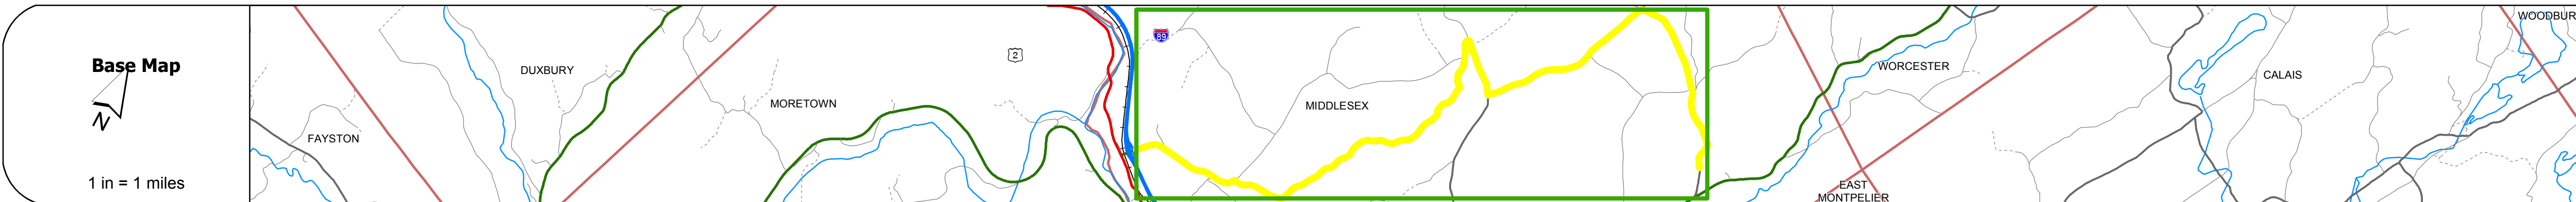 Base Map
N
1 in = 1 miles
FAYSTON
DUXBURY
MORETOWN
2
89
MIDDLESEX
WORCESTER
EAST
MONTPELIER
CALAIS
WOODBUR